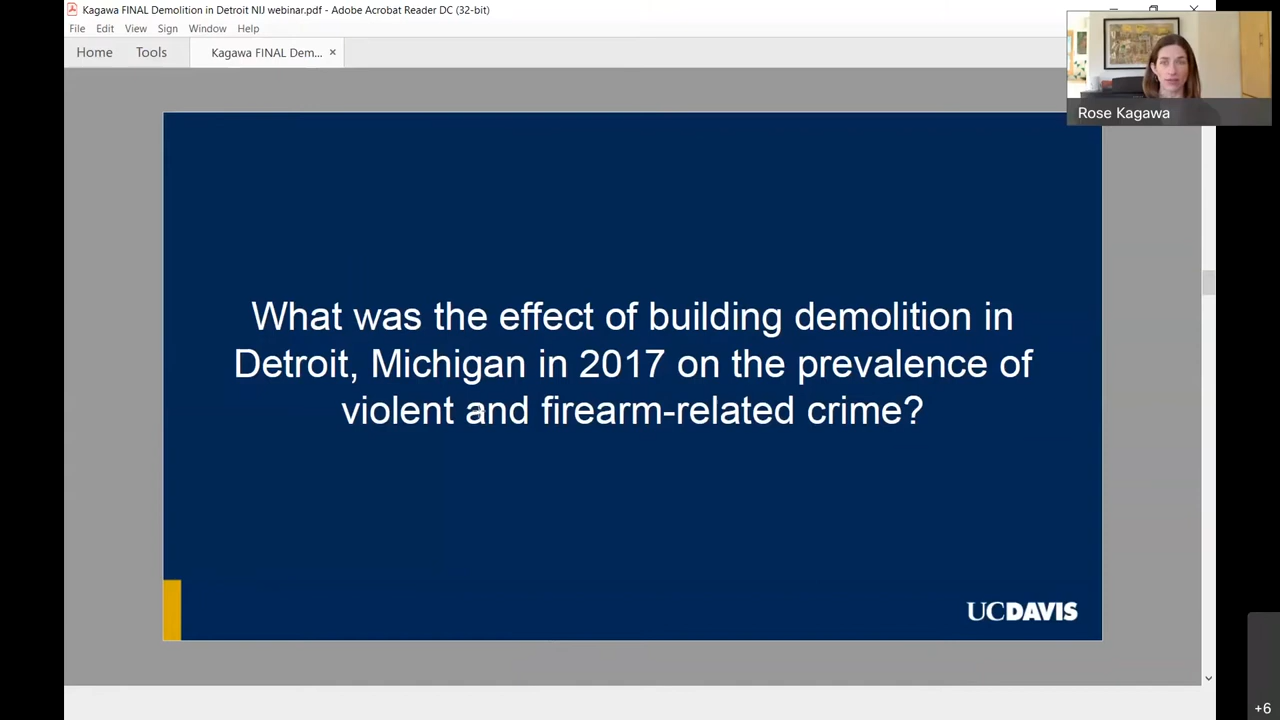 Kagawa FINAL Demolition in Detroit NIJ webinar.pdf - Adobe Acrobat Reader DC (32-bit)
File Edit View Sign Window Help
Home Tools Kagawa FINAL Dem... ×
Rose Kagawa
What was the effect of building demolition in
Detroit, Michigan in 2017 on the prevalence of
violent and firearm-related crime?
UCDAVIS
+6